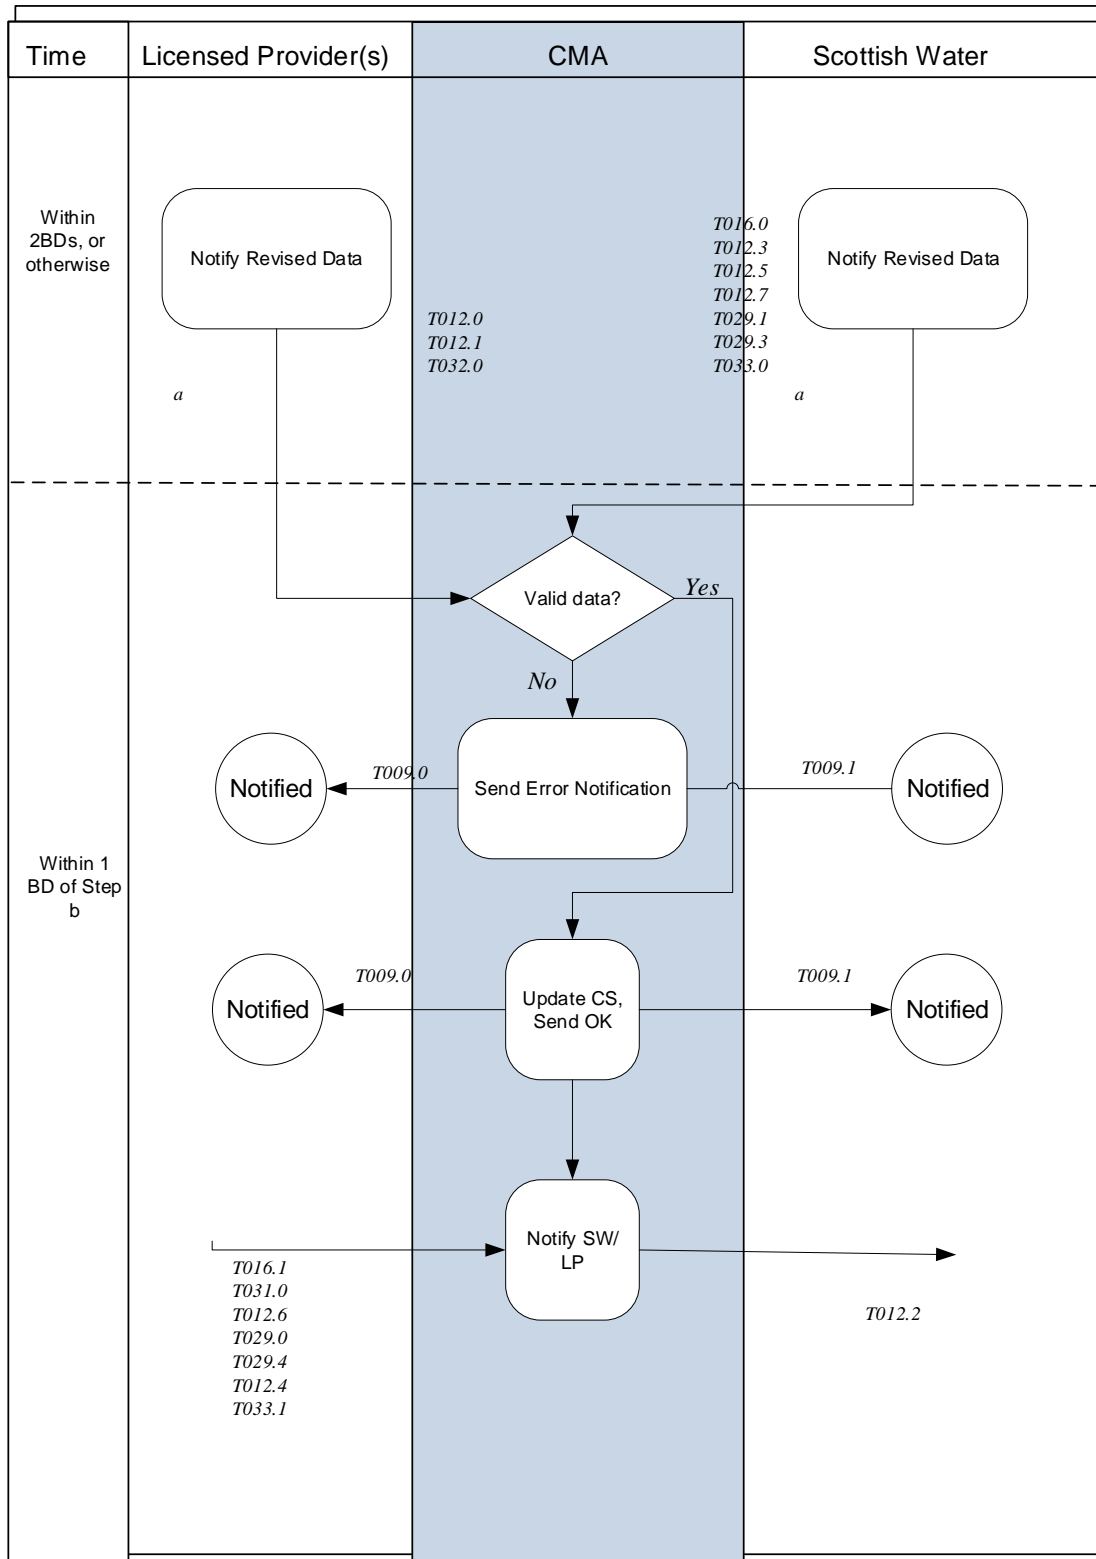 Time
Licensed Provider(s)
CMA
Scottish Water
Within
2BDs, or
otherwise
Notify Revised Data
T012.0
T012.1
T032.0
T016.0
T012.3
T012.5
T012.7
T029.1
T029.3
T033.0
Notify Revised Data
a
a
Valid data?
Yes
No
Within 1
BD of Step
b
Notified
T009.0
Send Error Notification
T009.1
Notified
Notified
T009.0
Update CS,
Send OK
T009.1
Notified
Notify SW/
LP
T016.1
T031.0
T012.6
T029.0
T029.4
T012.4
T033.1
T012.2